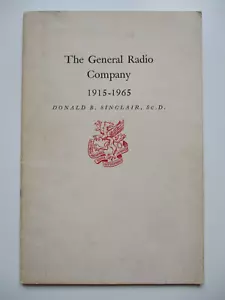 The General Radio
Company
1915-1965
DONALD B. SINCLAIR, Sc.D.